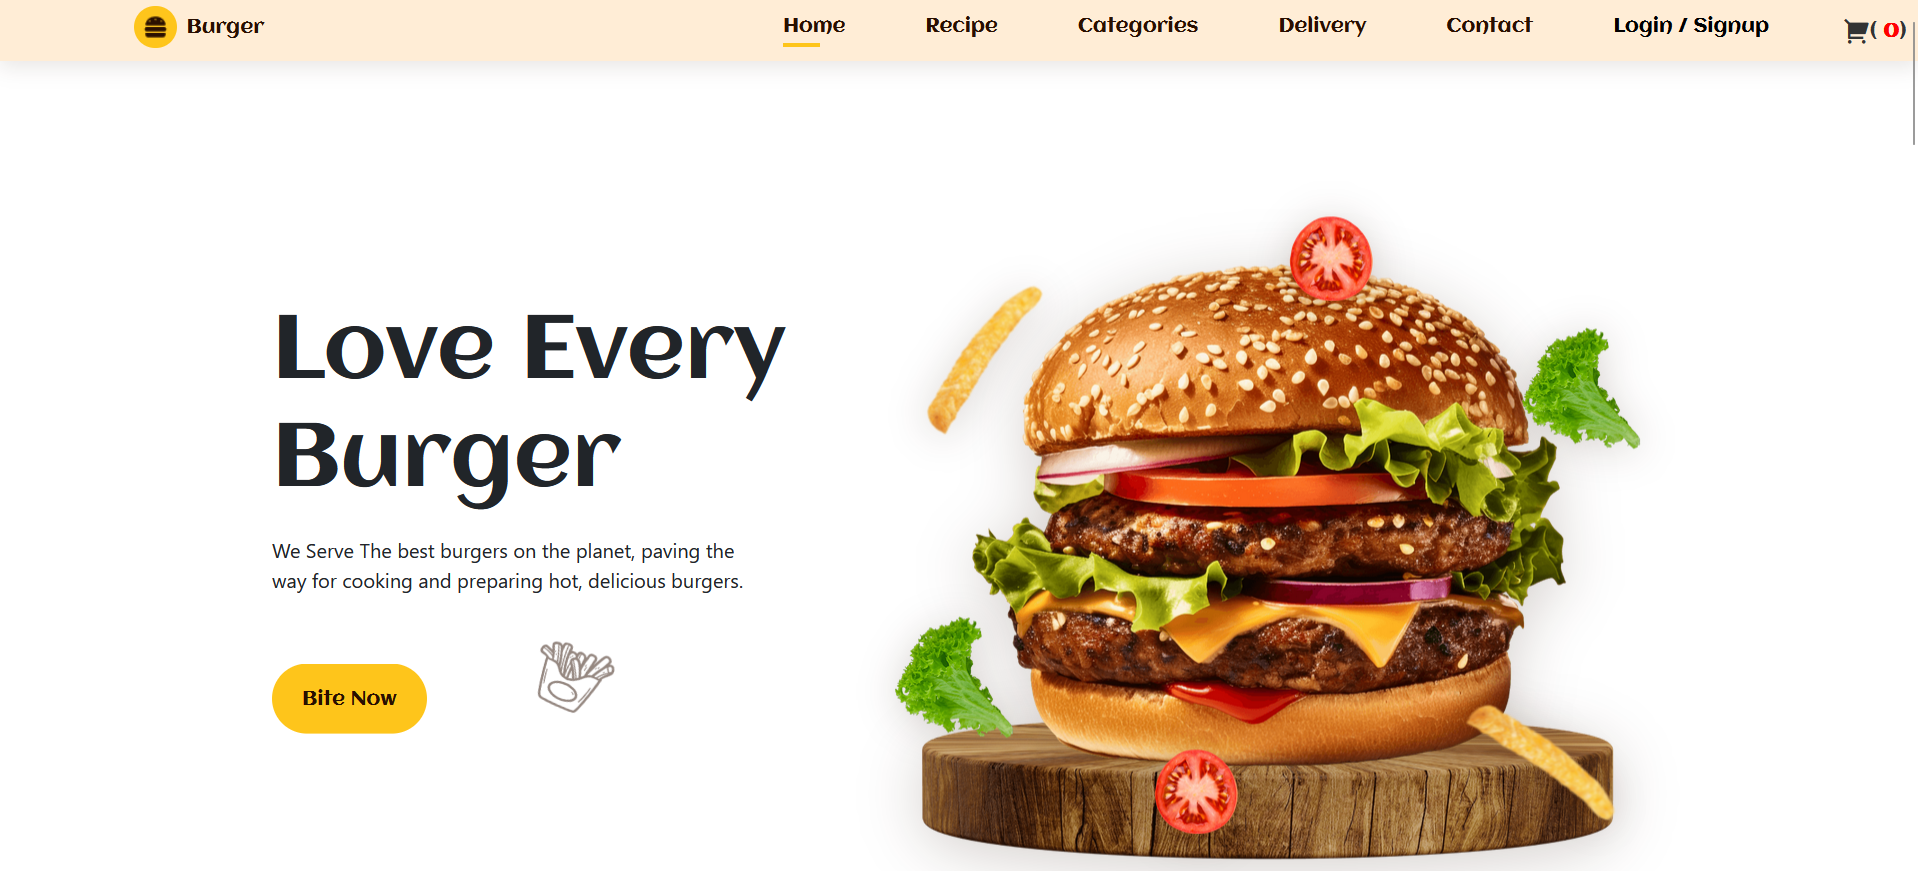 Burger
Home
Recipe
Categories
Delivery
Contact
Login / Signup
( 0)
Love Every
Burger
We Serve The best burgers on the planet, paving the
way for cooking and preparing hot, delicious burgers.
Bite Now